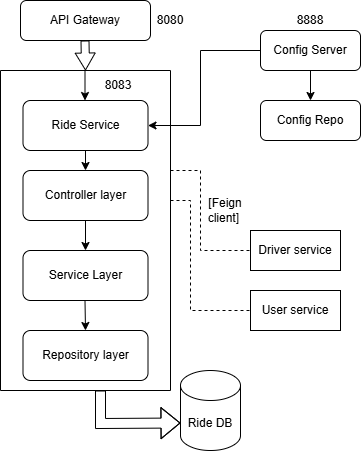 API Gateway
8080
8888
Config Server
8083
Ride Service
Config Repo
Controller layer
[Feign
client]
Driver service
Service Layer
User service
Repository layer
Ride DB